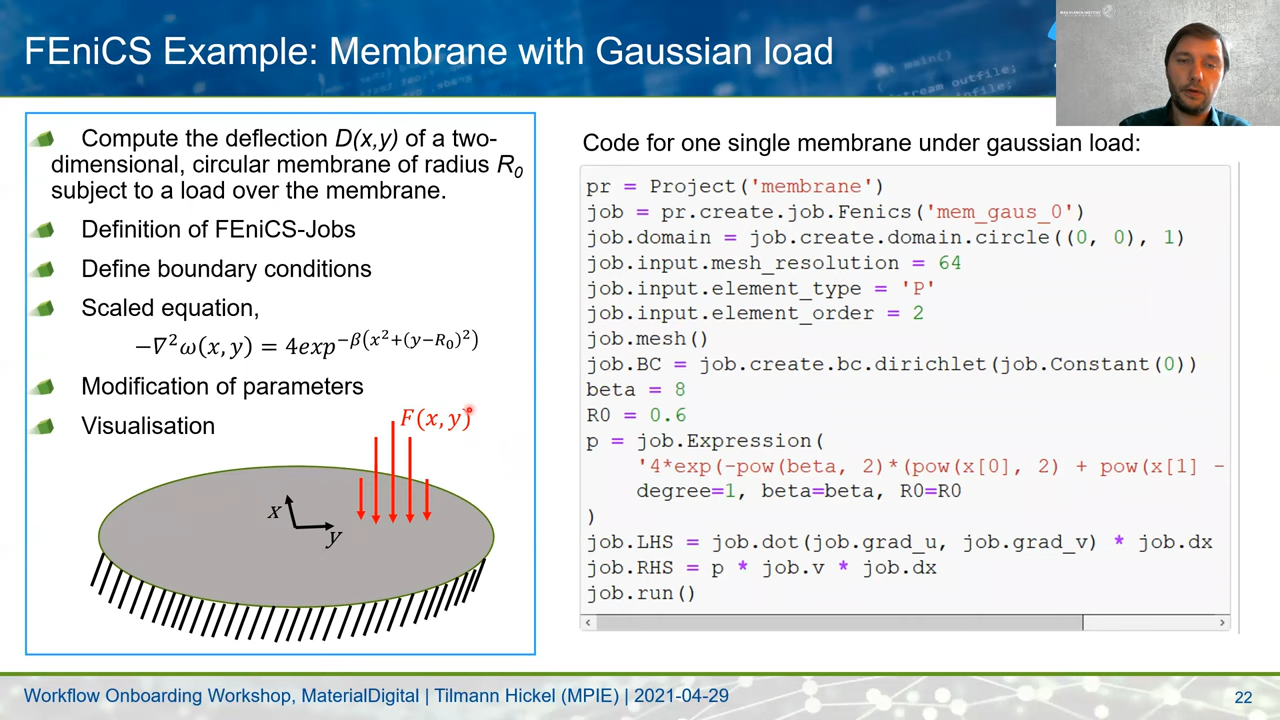 FEniCS Example: Membrane with Gaussian load
Compute the deflection D(x,y) of a two-
dimensional, circular membrane of radius R₀
subject to a load over the membrane.
Definition of FEniCS-Jobs
Define boundary conditions
Scaled equation,
−∇²ω(x, y) = 4exp^−β(x²+(y−R₀)²)
Modification of parameters
Visualisation
F(x, y)
x
y
Code for one single membrane under gaussian load:
pr = Project('membrane')
job = pr.create.job.Fenics('mem_gaus_0')
job.domain = job.create.domain.circle((0, 0), 1)
job.input.mesh_resolution = 64
job.input.element_type = 'P'
job.input.element_order = 2
job.mesh()
job.BC = job.create.bc.dirichlet(job.Constant(0))
beta = 8
R0 = 0.6
p = job.Expression(
'4*exp(-pow(beta, 2)*(pow(x[0], 2) + pow(x[1] -
degree=1, beta=beta, R0=R0
)
job.LHS = job.dot(job.grad_u, job.grad_v) * job.dx
job.RHS = p * job.v * job.dx
job.run()
Workflow Onboarding Workshop, MaterialDigital | Tilmann Hickel (MPIE) | 2021-04-29
22